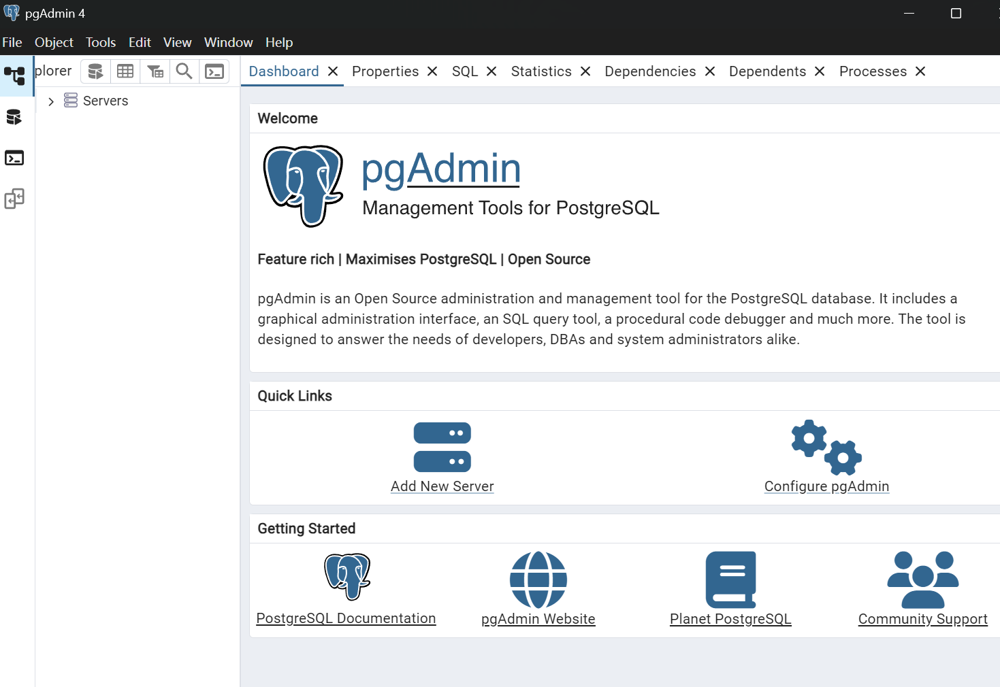 pgAdmin 4
File Object Tools Edit View Window Help
plorer
Dashboard Properties SQL Statistics Dependencies Dependents Processes
Servers
Welcome
pgAdmin
Management Tools for PostgreSQL
Feature rich | Maximises PostgreSQL | Open Source
pgAdmin is an Open Source administration and management tool for the PostgreSQL database. It includes a
graphical administration interface, an SQL query tool, a procedural code debugger and much more. The tool is
designed to answer the needs of developers, DBAs and system administrators alike.
Quick Links
Add New Server Configure pgAdmin
Getting Started
PostgreSQL Documentation pgAdmin Website Planet PostgreSQL Community Support